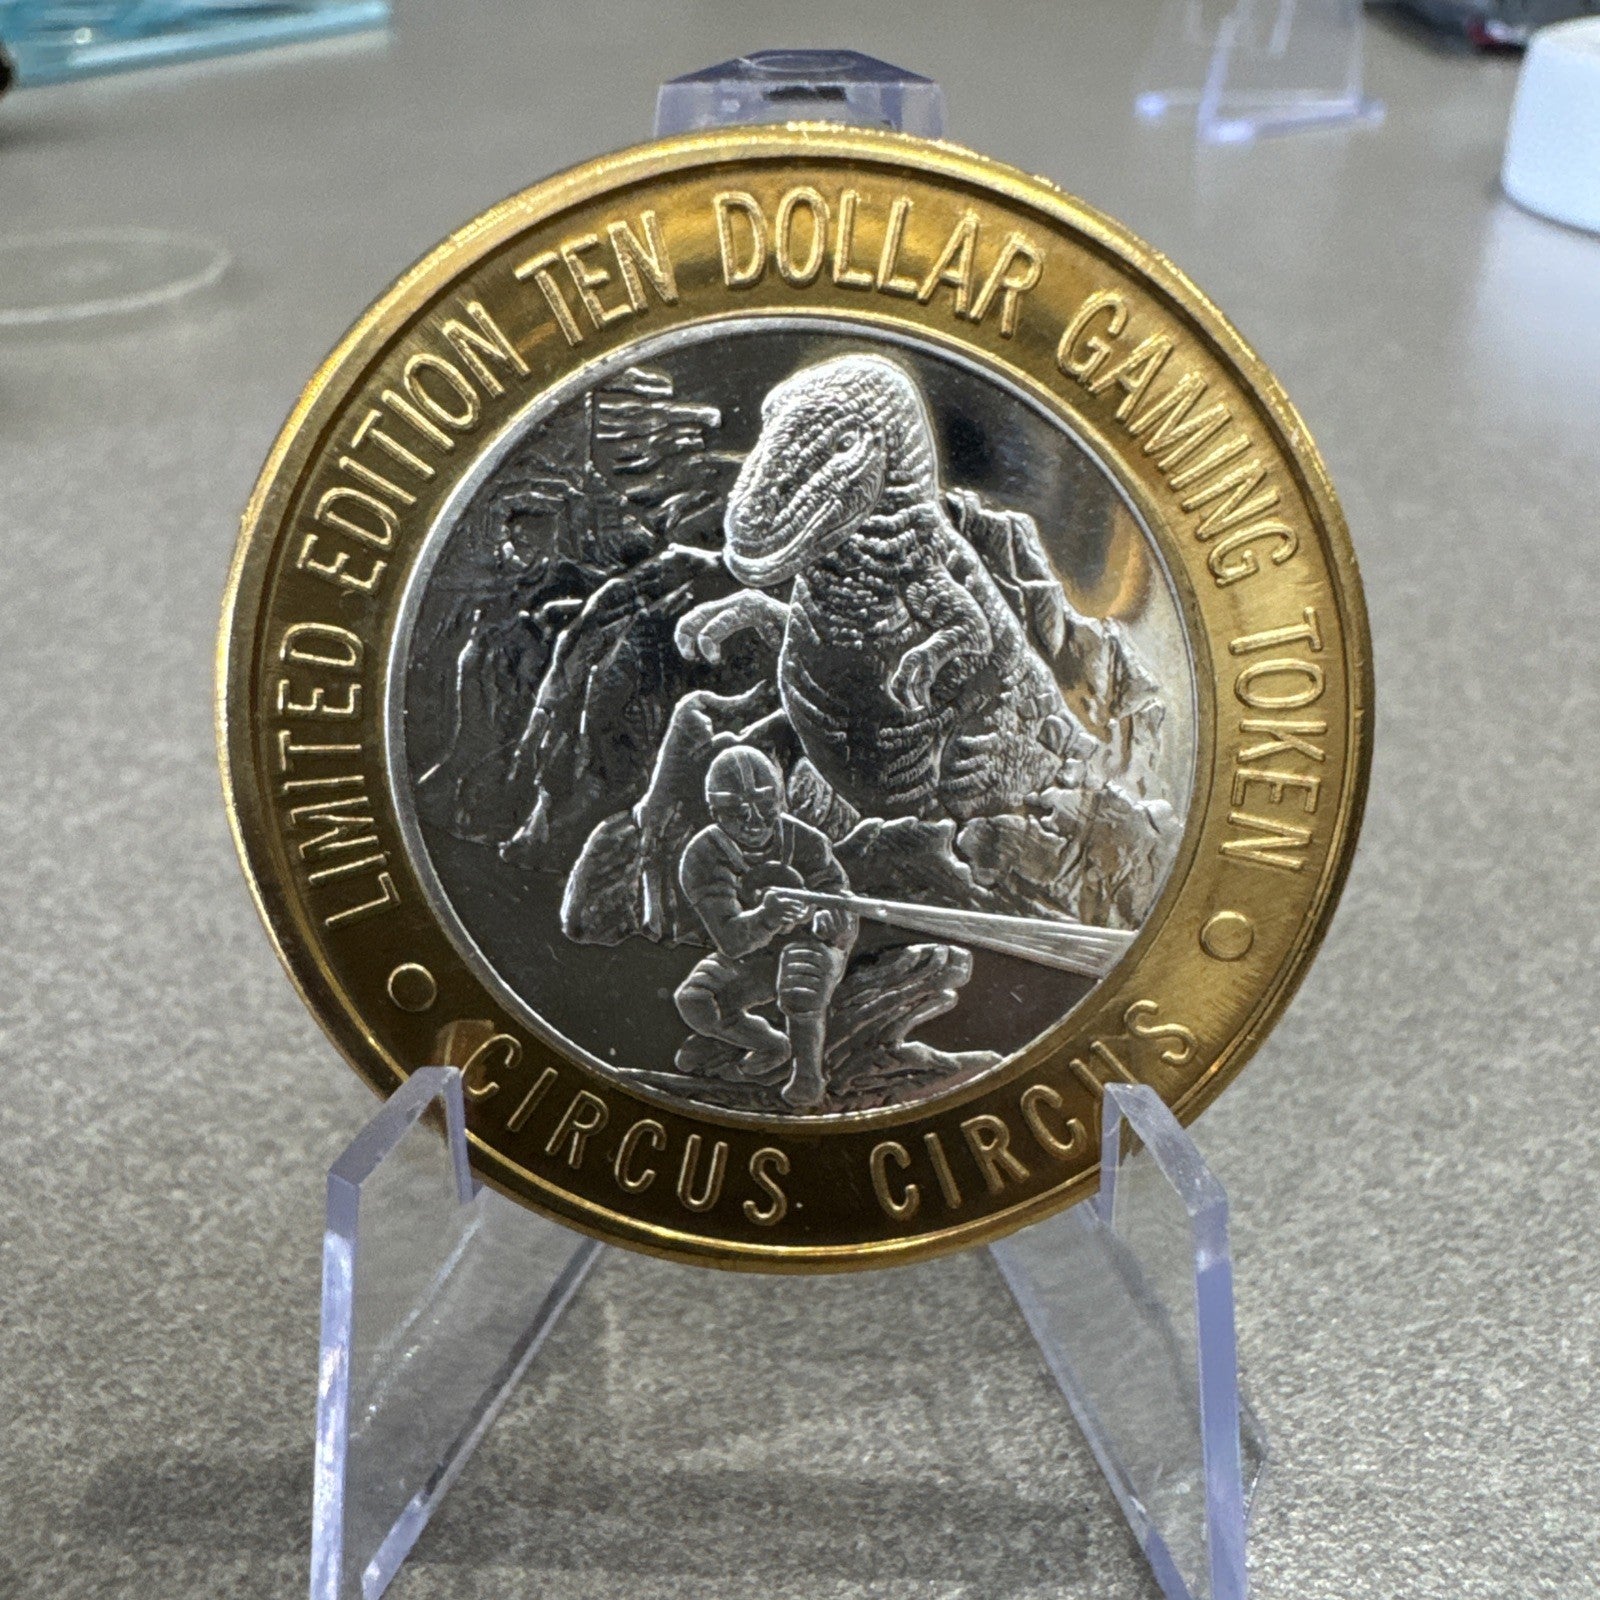 LIMITED EDITION TEN DOLLAR GAMING TOKEN
CIRCUS CIRCUS